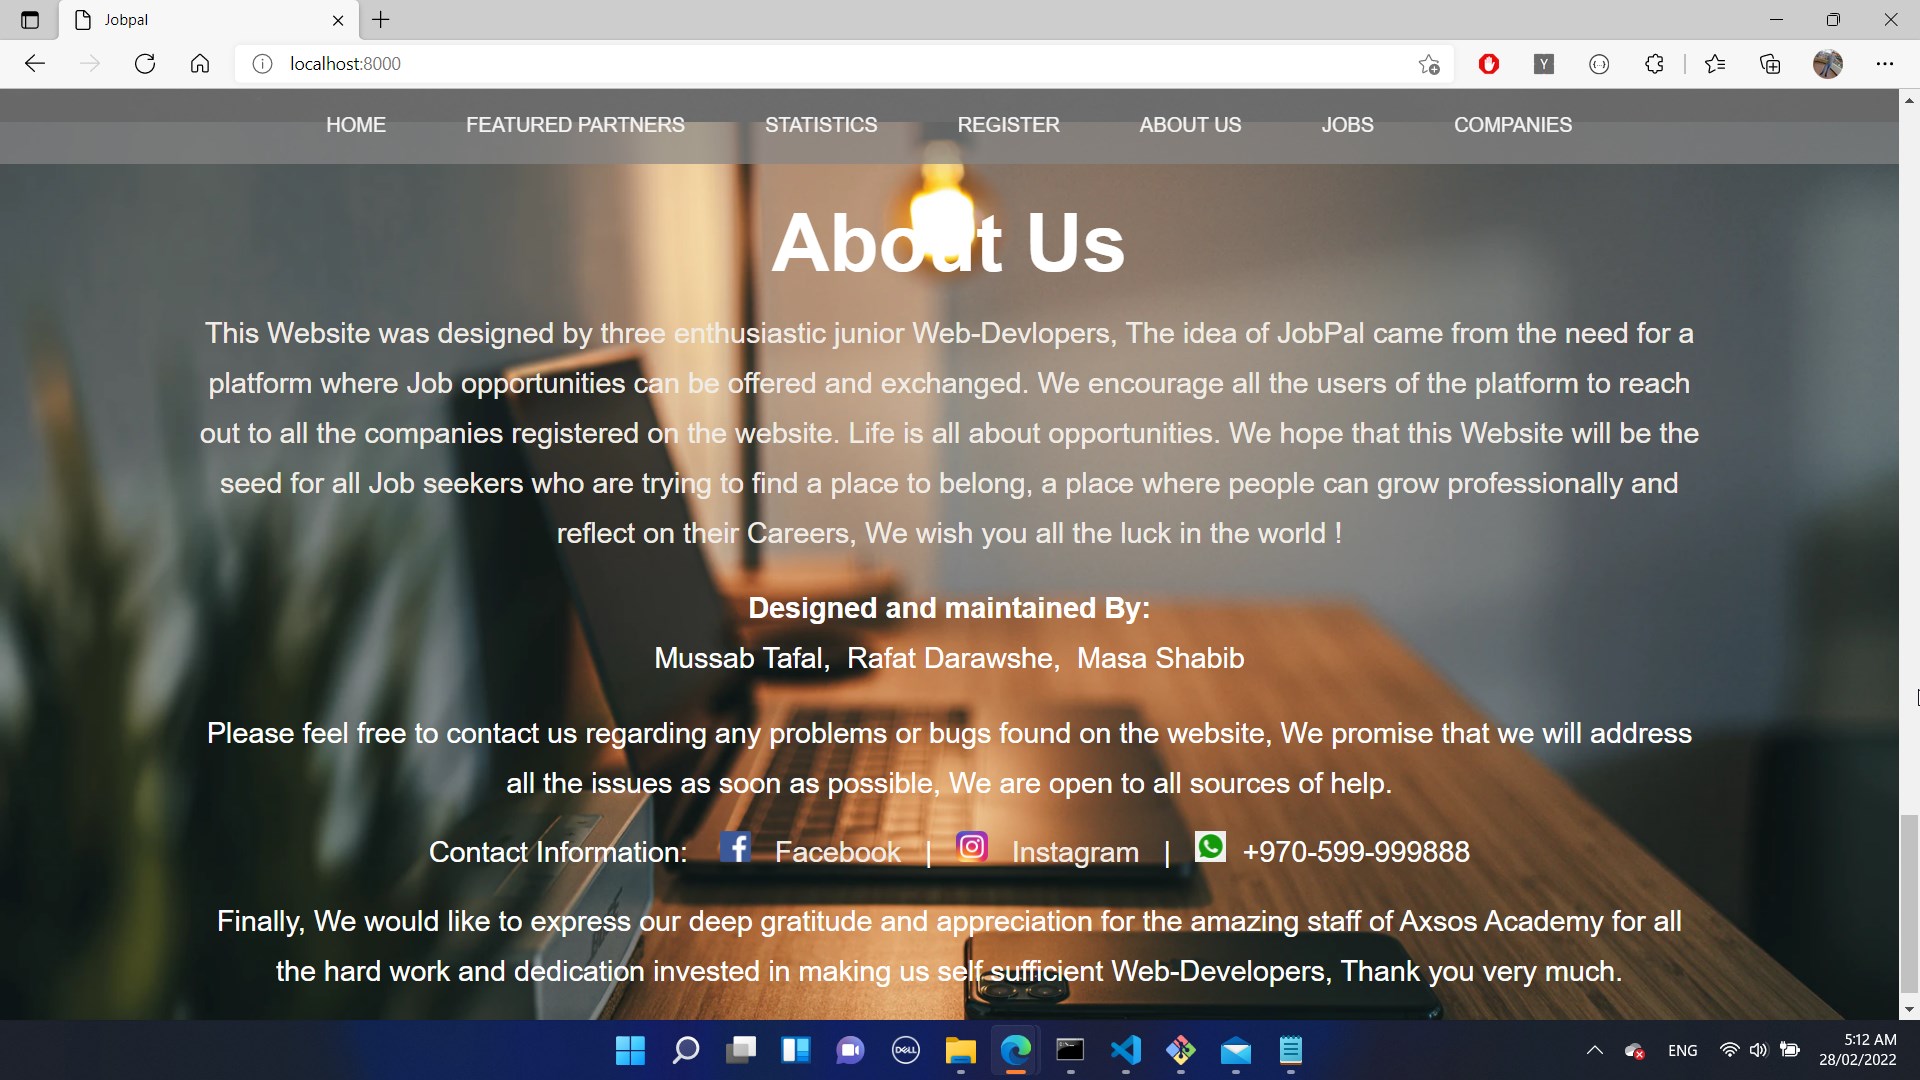 Jobpal
localhost:8000
Y
HOME FEATURED PARTNERS STATISTICS REGISTER ABOUT US JOBS COMPANIES
About Us
This Website was designed by three enthusiastic junior Web-Devlopers, The idea of JobPal came from the need for a
platform where Job opportunities can be offered and exchanged. We encourage all the users of the platform to reach
out to all the companies registered on the website. Life is all about opportunities. We hope that this Website will be the
seed for all Job seekers who are trying to find a place to belong, a place where people can grow professionally and
reflect on their Careers, We wish you all the luck in the world !
Designed and maintained By:
Mussab Tafal, Rafat Darawshe, Masa Shabib
Please feel free to contact us regarding any problems or bugs found on the website, We promise that we will address
all the issues as soon as possible, We are open to all sources of help.
Contact Information: Facebook | Instagram | +970-599-999888
Finally, We would like to express our deep gratitude and appreciation for the amazing staff of Axsos Academy for all
the hard work and dedication invested in making us self sufficient Web-Developers, Thank you very much.
DELL
ENG
5:12 AM
28/02/2022